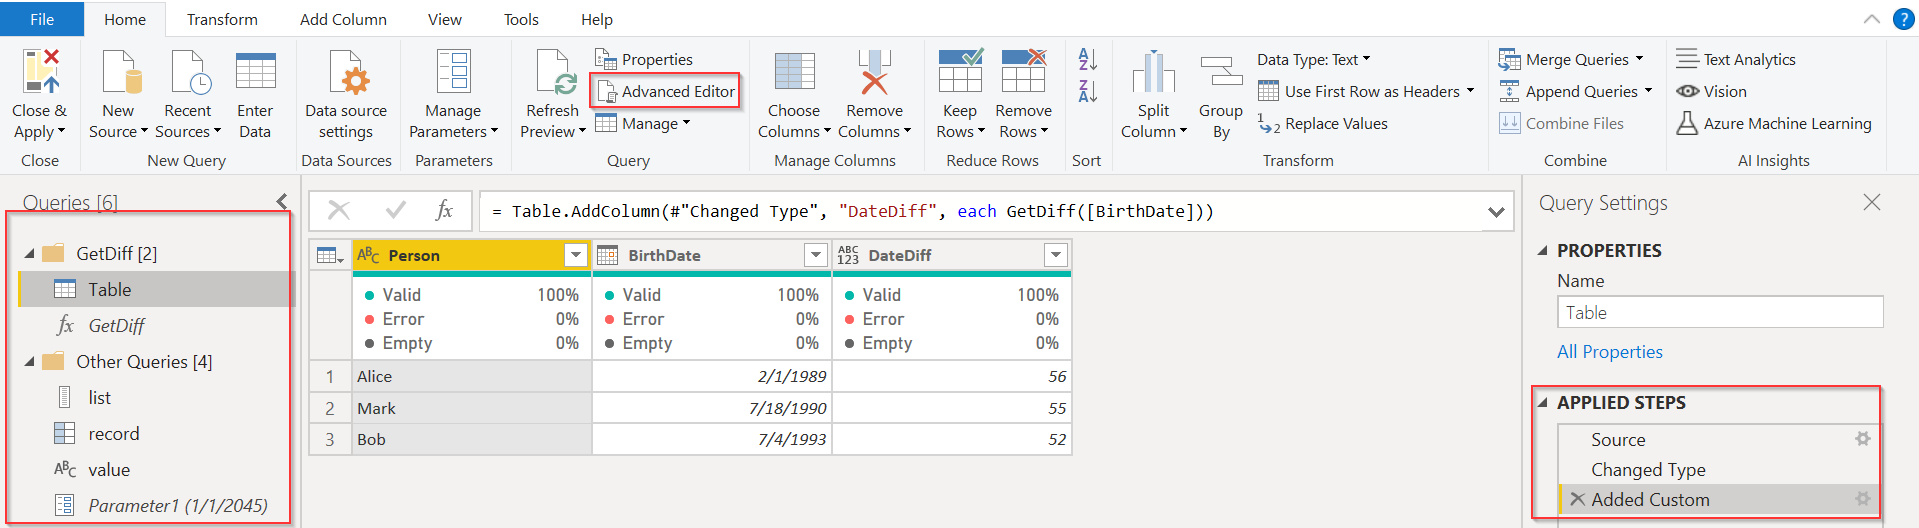 File Home Transform Add Column View Tools Help ?
Close & Apply
New Source
Recent Sources
Enter Data
Data source settings
Manage Parameters
Refresh Preview
Properties
Advanced Editor
Manage
Choose Columns
Remove Columns
Keep Rows
Remove Rows
A
Z
Z
A
Split Column
Group By
Data Type: Text
Use First Row as Headers
1 2 Replace Values
Merge Queries
Append Queries
Combine Files
Text Analytics
Vision
Azure Machine Learning
Close
New Query
Data Sources
Parameters
Query
Manage Columns
Reduce Rows
Sort
Transform
Combine
AI Insights
Queries [6]
GetDiff [2]
Table
fx GetDiff
Other Queries [4]
list
record
ABC value
Parameter1 (1/1/2045)
fx = Table.AddColumn(#"Changed Type", "DateDiff", each GetDiff([BirthDate]))
ABC Person BirthDate ABC 123 DateDiff
Valid 100% Valid 100% Valid 100%
Error 0% Error 0% Error 0%
Empty 0% Empty 0% Empty 0%
1 Alice 2/1/1989 56
2 Mark 7/18/1990 55
3 Bob 7/4/1993 52
Query Settings
PROPERTIES
Name
Table
All Properties
APPLIED STEPS
Source
Changed Type
Added Custom